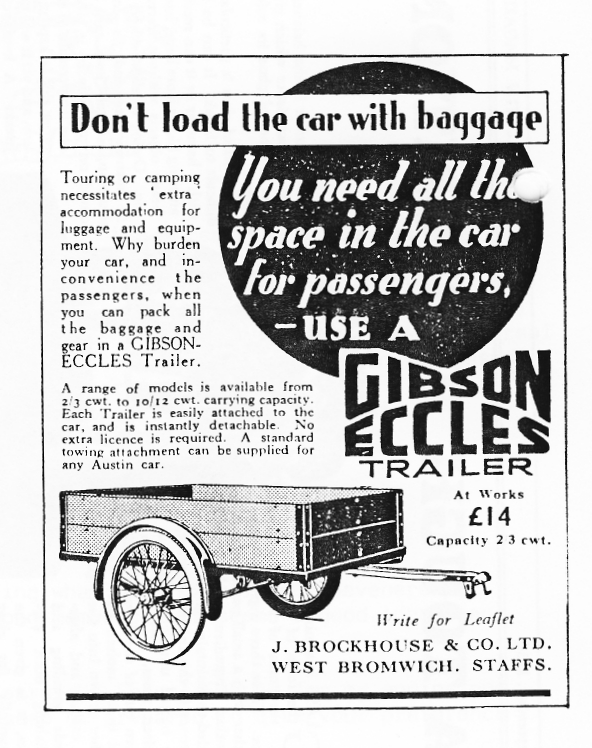 Don't load the car with baggage
You need all the
space in the car
for passengers,
– USE A
GIBSON
ECCLES
TRAILER
Touring or camping
necessitates 'extra'
accommodation for
luggage and equip-
ment. Why burden
your car, and in-
convenience the
passengers, when
you can pack all
the baggage and
gear in a GIBSON-
ECCLES Trailer.
A range of models is available from
2/3 cwt. to 10/12 cwt. carrying capacity.
Each Trailer is easily attached to the
car, and is instantly detachable. No
extra licence is required. A standard
towing attachment can be supplied for
any Austin car.
At Works
£14
Capacity 2 3 cwt.
Write for Leaflet
J. BROCKHOUSE & CO. LTD.
WEST BROMWICH. STAFFS.